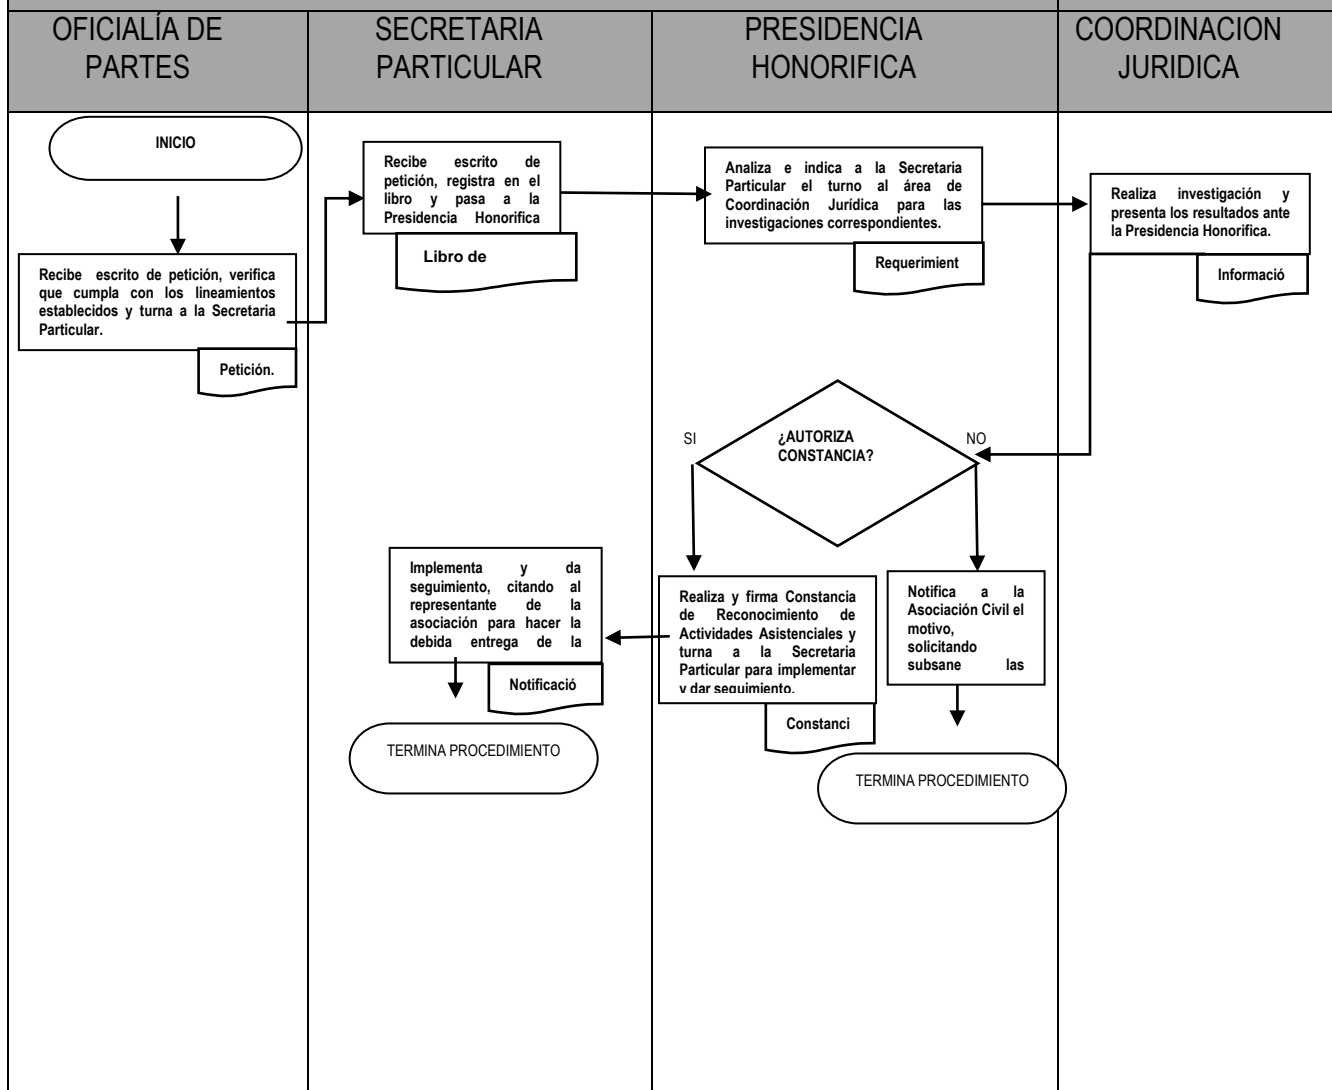 OFICIALÍA DE
PARTES
SECRETARIA
PARTICULAR
PRESIDENCIA
HONORIFICA
COORDINACION
JURIDICA
INICIO
Recibe escrito de petición, verifica
que cumpla con los lineamientos
establecidos y turna a la Secretaria
Particular.
Petición.
Recibe escrito de
petición, registra en el
libro y pasa a la
Presidencia Honorifica
Libro de
Analiza e indica a la Secretaria
Particular el turno al área de
Coordinación Jurídica para las
investigaciones correspondientes.
Requerimient
Realiza investigación y
presenta los resultados ante
la Presidencia Honorifica.
Informació
SI
¿AUTORIZA
CONSTANCIA?
NO
Realiza y firma Constancia
de Reconocimiento de
Actividades Asistenciales y
turna a la Secretaria
Particular para implementar
y dar seguimiento.
Constanci
Notifica a la
Asociación Civil el
motivo,
solicitando
subsane las
TERMINA PROCEDIMIENTO
Implementa y da
seguimiento, citando al
representante de la
asociación para hacer la
debida entrega de la
Notificació
TERMINA PROCEDIMIENTO